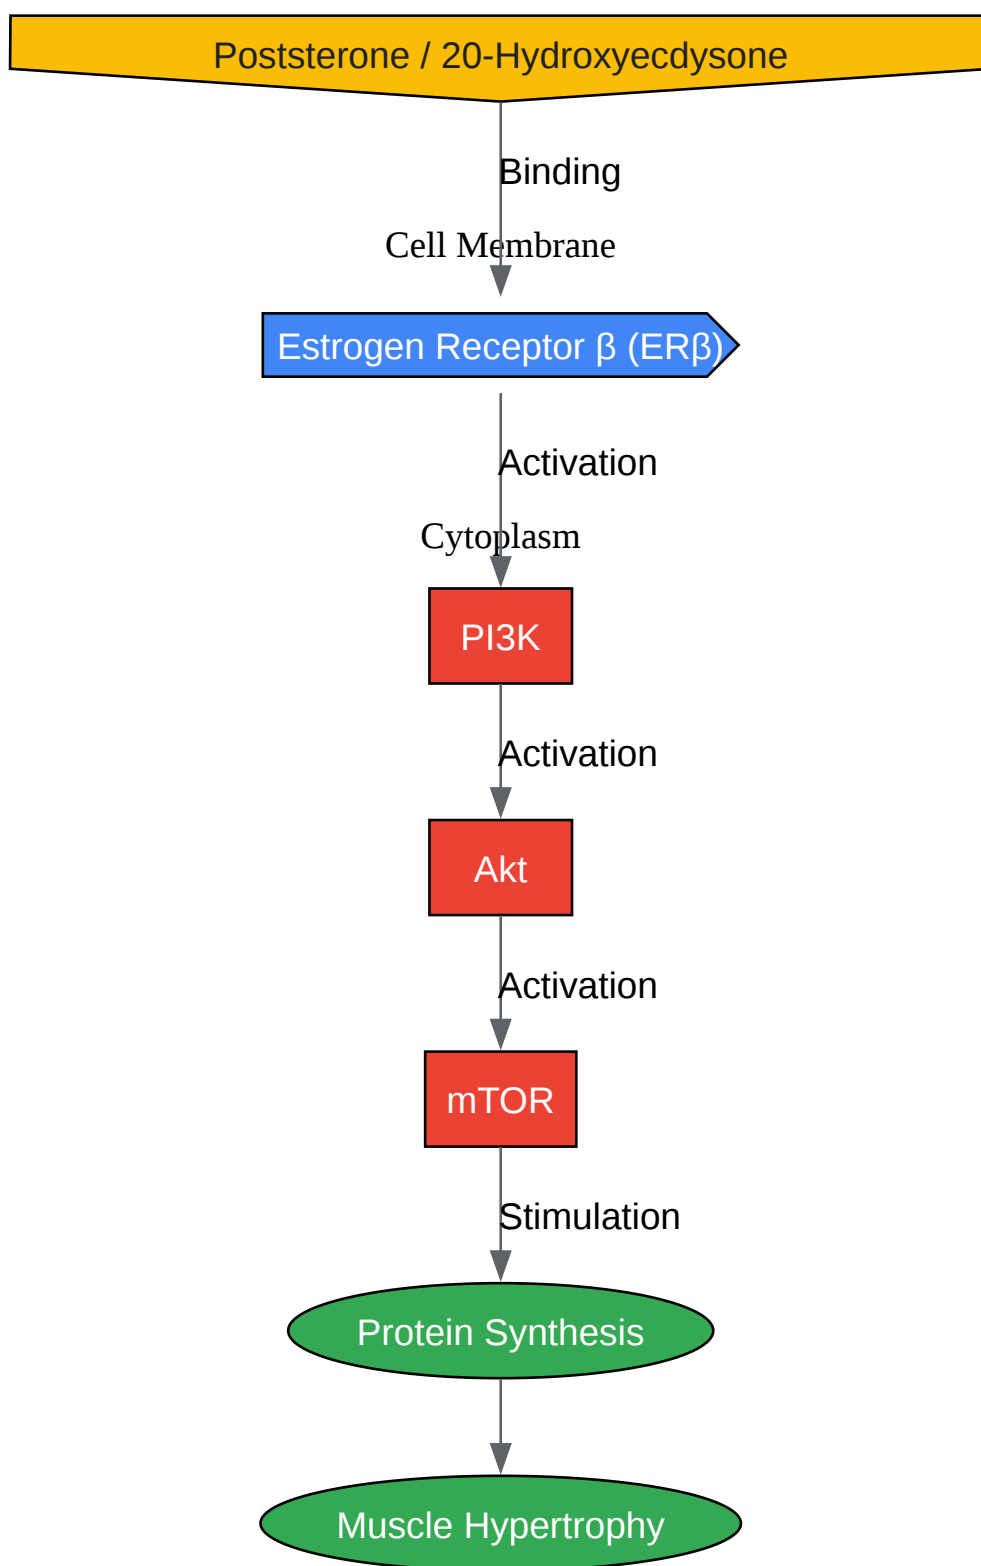 Poststerone / 20-Hydroxyecdysone
Binding
Cell Membrane
Estrogen Receptor β (ERβ)
Activation
Cytoplasm
PI3K
Activation
Akt
Activation
mTOR
Stimulation
Protein Synthesis
Muscle Hypertrophy